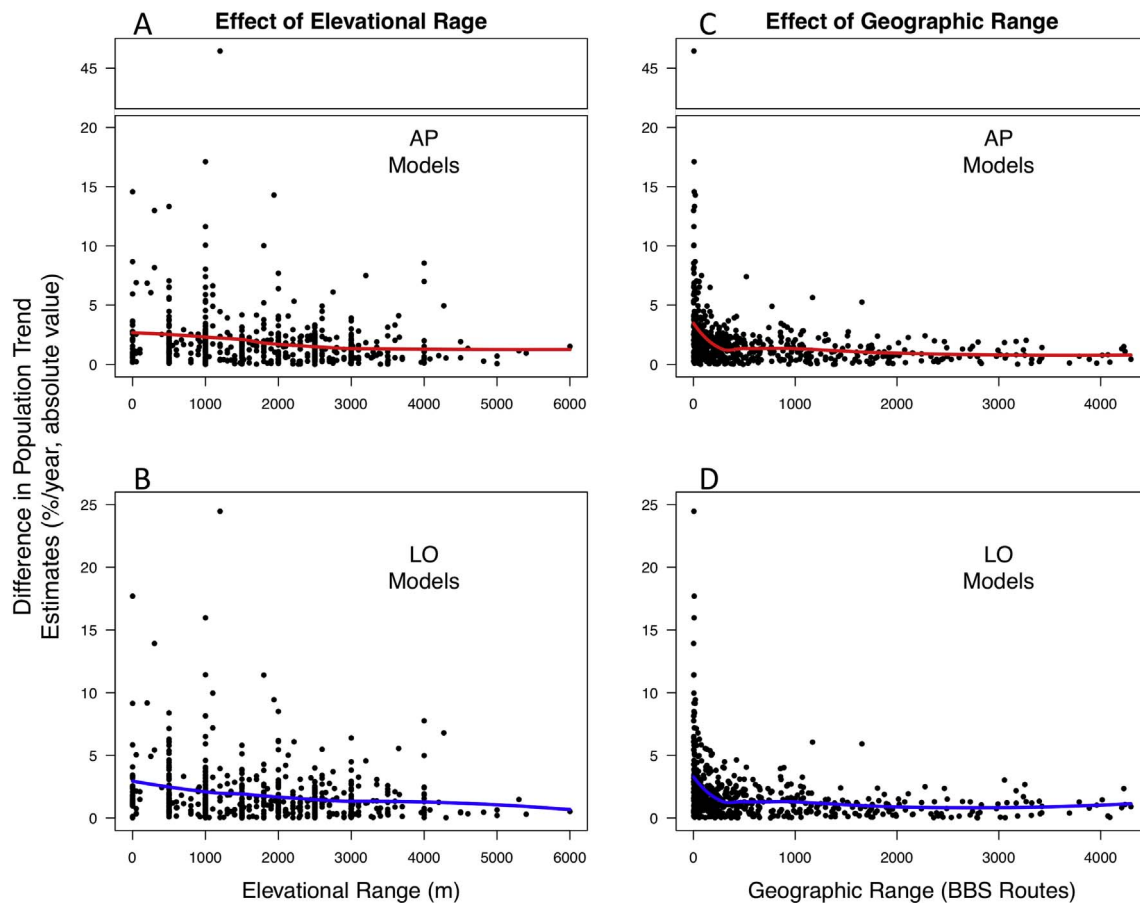 A
Effect of Elevational Rage
C
Effect of Geographic Range
45
45
20
15
10
5
0
AP
Models
20
15
10
5
0
AP
Models
0 1000 2000 3000 4000 5000 6000
0 1000 2000 3000 4000
Difference in Population Trend
Estimates (%/year, absolute value)
B
D
25
20
15
10
5
0
LO
Models
25
20
15
10
5
0
LO
Models
0 1000 2000 3000 4000 5000 6000
0 1000 2000 3000 4000
Elevational Range (m)
Geographic Range (BBS Routes)